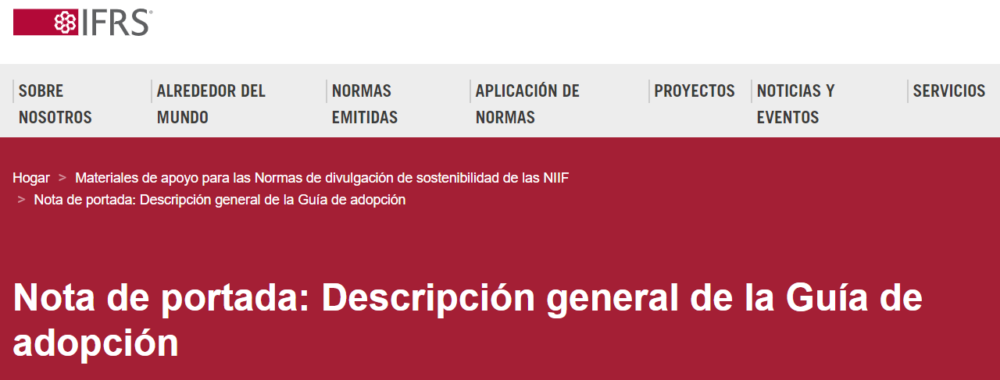 IFRS®
SOBRE NOSOTROS
ALREDEDOR DEL MUNDO
NORMAS EMITIDAS
APLICACIÓN DE NORMAS
PROYECTOS
NOTICIAS Y EVENTOS
SERVICIOS
Hogar > Materiales de apoyo para las Normas de divulgación de sostenibilidad de las NIIF
> Nota de portada: Descripción general de la Guía de adopción
Nota de portada: Descripción general de la Guía de
adopción